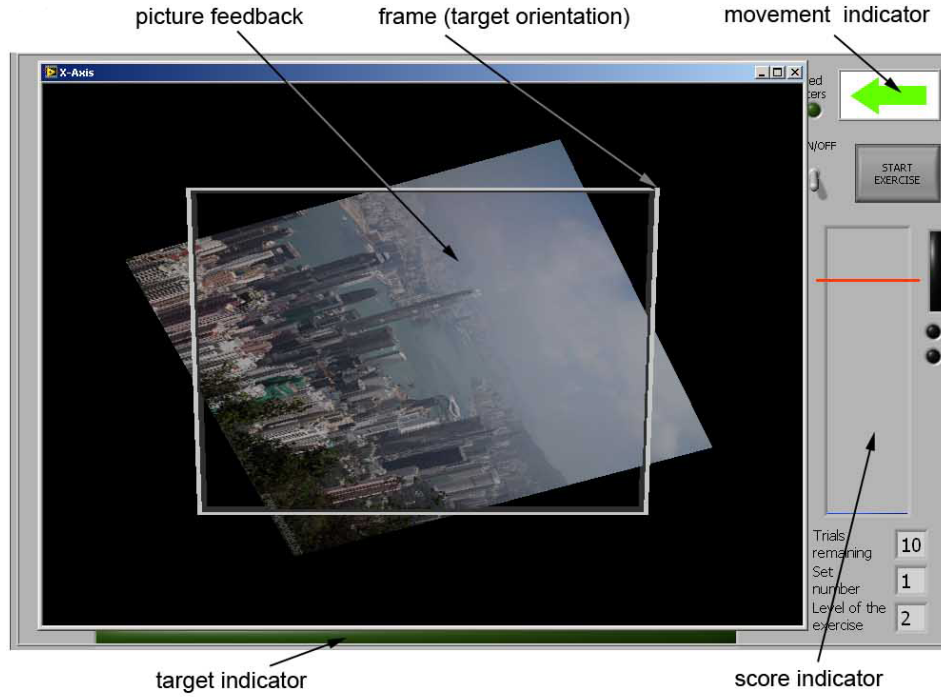 picture feedback
frame (target orientation)
movement indicator
X-Axis
START
EXERCISE
Trials
remaining
10
Set
number
1
Level of the
exercise
2
target indicator
score indicator